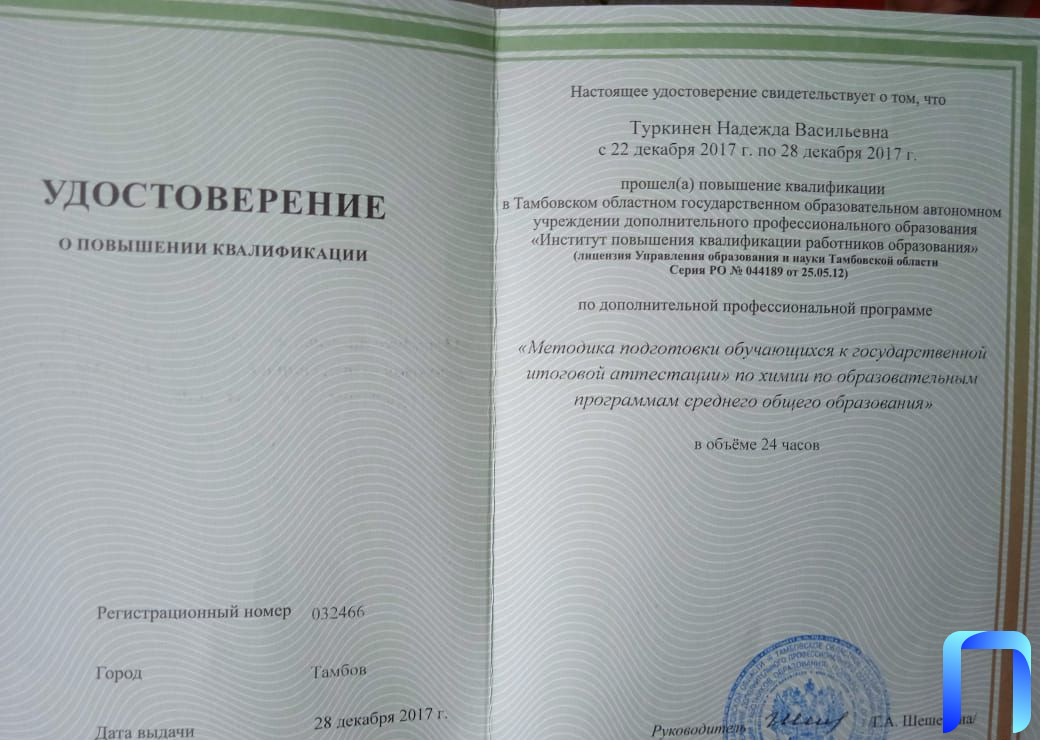 УДОСТОВЕРЕНИЕ
О ПОВЫШЕНИИ КВАЛИФИКАЦИИ
Регистрационный номер 032466
Город Тамбов
Дата выдачи 28 декабря 2017 г.
Настоящее удостоверение свидетельствует о том, что
Туркинен Надежда Васильевна
с 22 декабря 2017 г. по 28 декабря 2017 г.
прошел(а) повышение квалификации
в Тамбовском областном государственном образовательном автономном
учреждении дополнительного профессионального образования
«Институт повышения квалификации работников образования»
(лицензия Управления образования и науки Тамбовской области
Серия РО № 044189 от 25.05.12)
по дополнительной профессиональной программе
«Методика подготовки обучающихся к государственной
итоговой аттестации» по химии по образовательным
программам среднего общего образования»
в объёме 24 часов
Руководитель Г.А.